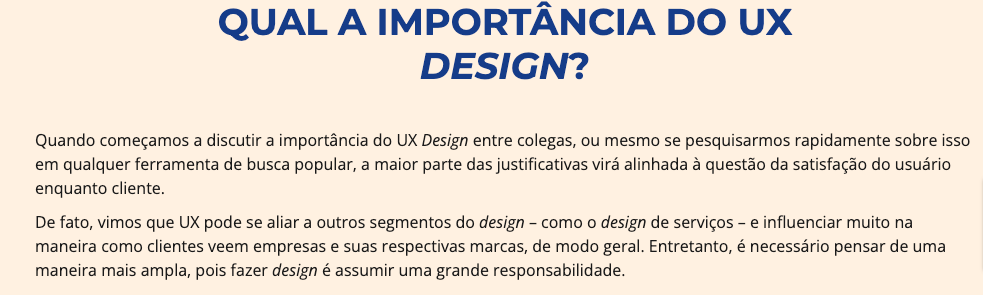 QUAL A IMPORTÂNCIA DO UX
DESIGN?
Quando começamos a discutir a importância do UX Design entre colegas, ou mesmo se pesquisarmos rapidamente sobre isso
em qualquer ferramenta de busca popular, a maior parte das justificativas virá alinhada à questão da satisfação do usuário
enquanto cliente.
De fato, vimos que UX pode se aliar a outros segmentos do design – como o design de serviços – e influenciar muito na
maneira como clientes veem empresas e suas respectivas marcas, de modo geral. Entretanto, é necessário pensar de uma
maneira mais ampla, pois fazer design é assumir uma grande responsabilidade.